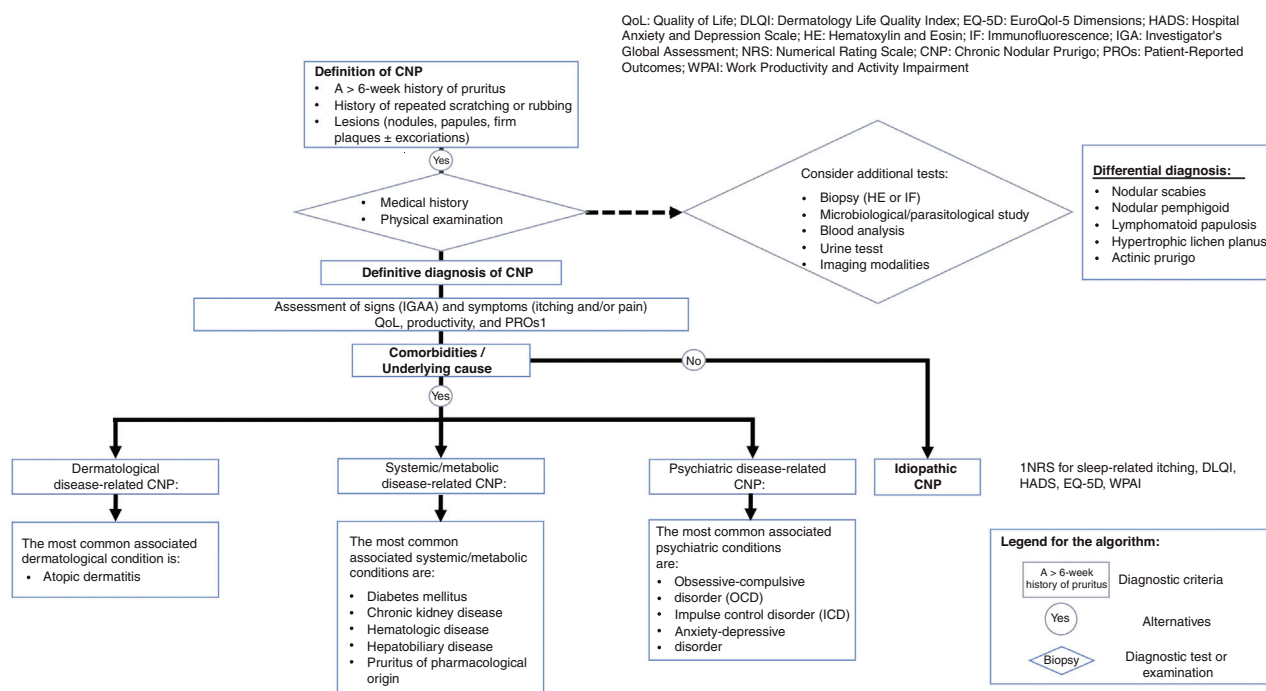 QoL: Quality of Life; DLQI: Dermatology Life Quality Index; EQ-5D: EuroQol-5 Dimensions; HADS: Hospital
Anxiety and Depression Scale; HE: Hematoxylin and Eosin; IF: Immunofluorescence; IGA: Investigator's
Global Assessment; NRS: Numerical Rating Scale; CNP: Chronic Nodular Prurigo; PROs: Patient-Reported
Outcomes; WPAI: Work Productivity and Activity Impairment
Definition of CNP
• A > 6-week history of pruritus
• History of repeated scratching or rubbing
• Lesions (nodules, papules, firm
plaques ± excoriations)
Yes
• Medical history
• Physical examination
Consider additional tests:
• Biopsy (HE or IF)
• Microbiological/parasitological study
• Blood analysis
• Urine tesst
• Imaging modalities
Differential diagnosis:
• Nodular scabies
• Nodular pemphigoid
• Lymphomatoid papulosis
• Hypertrophic lichen planus
• Actinic prurigo
Definitive diagnosis of CNP
Assessment of signs (IGAA) and symptoms (itching and/or pain)
QoL, productivity, and PROs1
Comorbidities /
Underlying cause
No
Yes
Dermatological
disease-related CNP:
Systemic/metabolic
disease-related CNP:
Psychiatric disease-related
CNP:
Idiopathic
CNP
1NRS for sleep-related itching, DLQI,
HADS, EQ-5D, WPAI
The most common associated
dermatological condition is:
• Atopic dermatitis
The most common
associated systemic/metabolic
conditions are:
• Diabetes mellitus
• Chronic kidney disease
• Hematologic disease
• Hepatobiliary disease
• Pruritus of pharmacological
origin
The most common associated
psychiatric conditions
are:
• Obsessive-compulsive
• disorder (OCD)
• Impulse control disorder (ICD)
• Anxiety-depressive
• disorder
Legend for the algorithm:
A > 6-week
history of pruritus
Diagnostic criteria
Yes
Alternatives
Biopsy
Diagnostic test or
examination